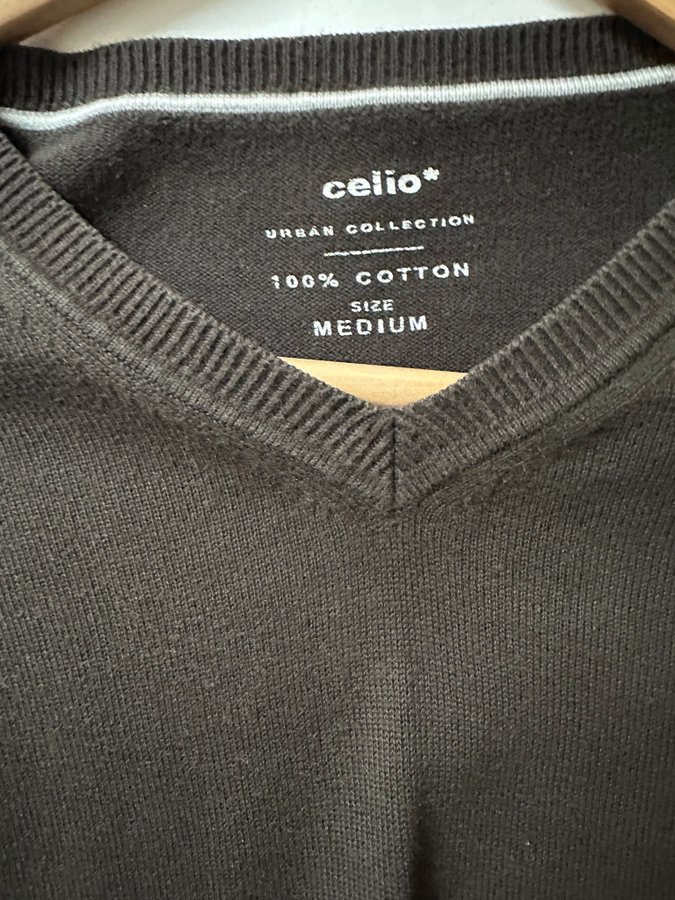 celio*
URBAN COLLECTION
100% COTTON
SIZE
MEDIUM